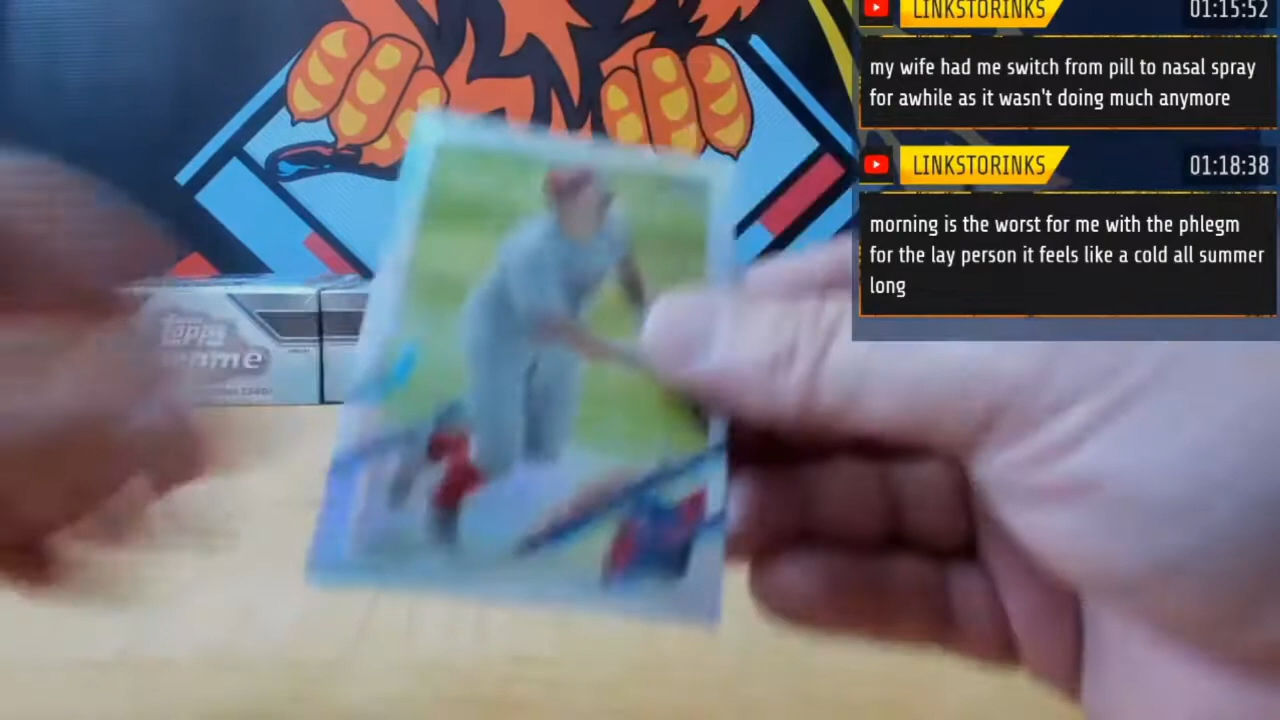 LINKSTORINKS 01:15:52
my wife had me switch from pill to nasal spray
for awhile as it wasn't doing much anymore
LINKSTORINKS 01:18:38
morning is the worst for me with the phlegm
for the lay person it feels like a cold all summer
long
Topps